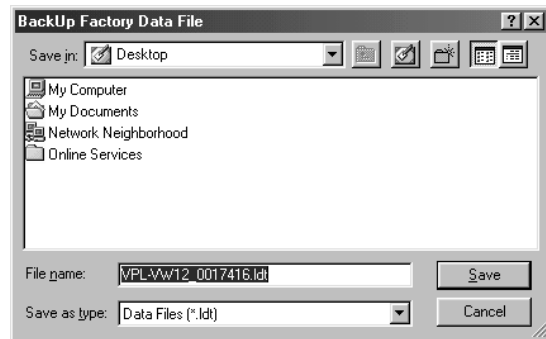 BackUp Factory Data File
Save in: Desktop
My Computer
My Documents
Network Neighborhood
Online Services
File name: VPL-VW12_0017416.ldt Save
Save as type: Data Files (*.ldt) Cancel